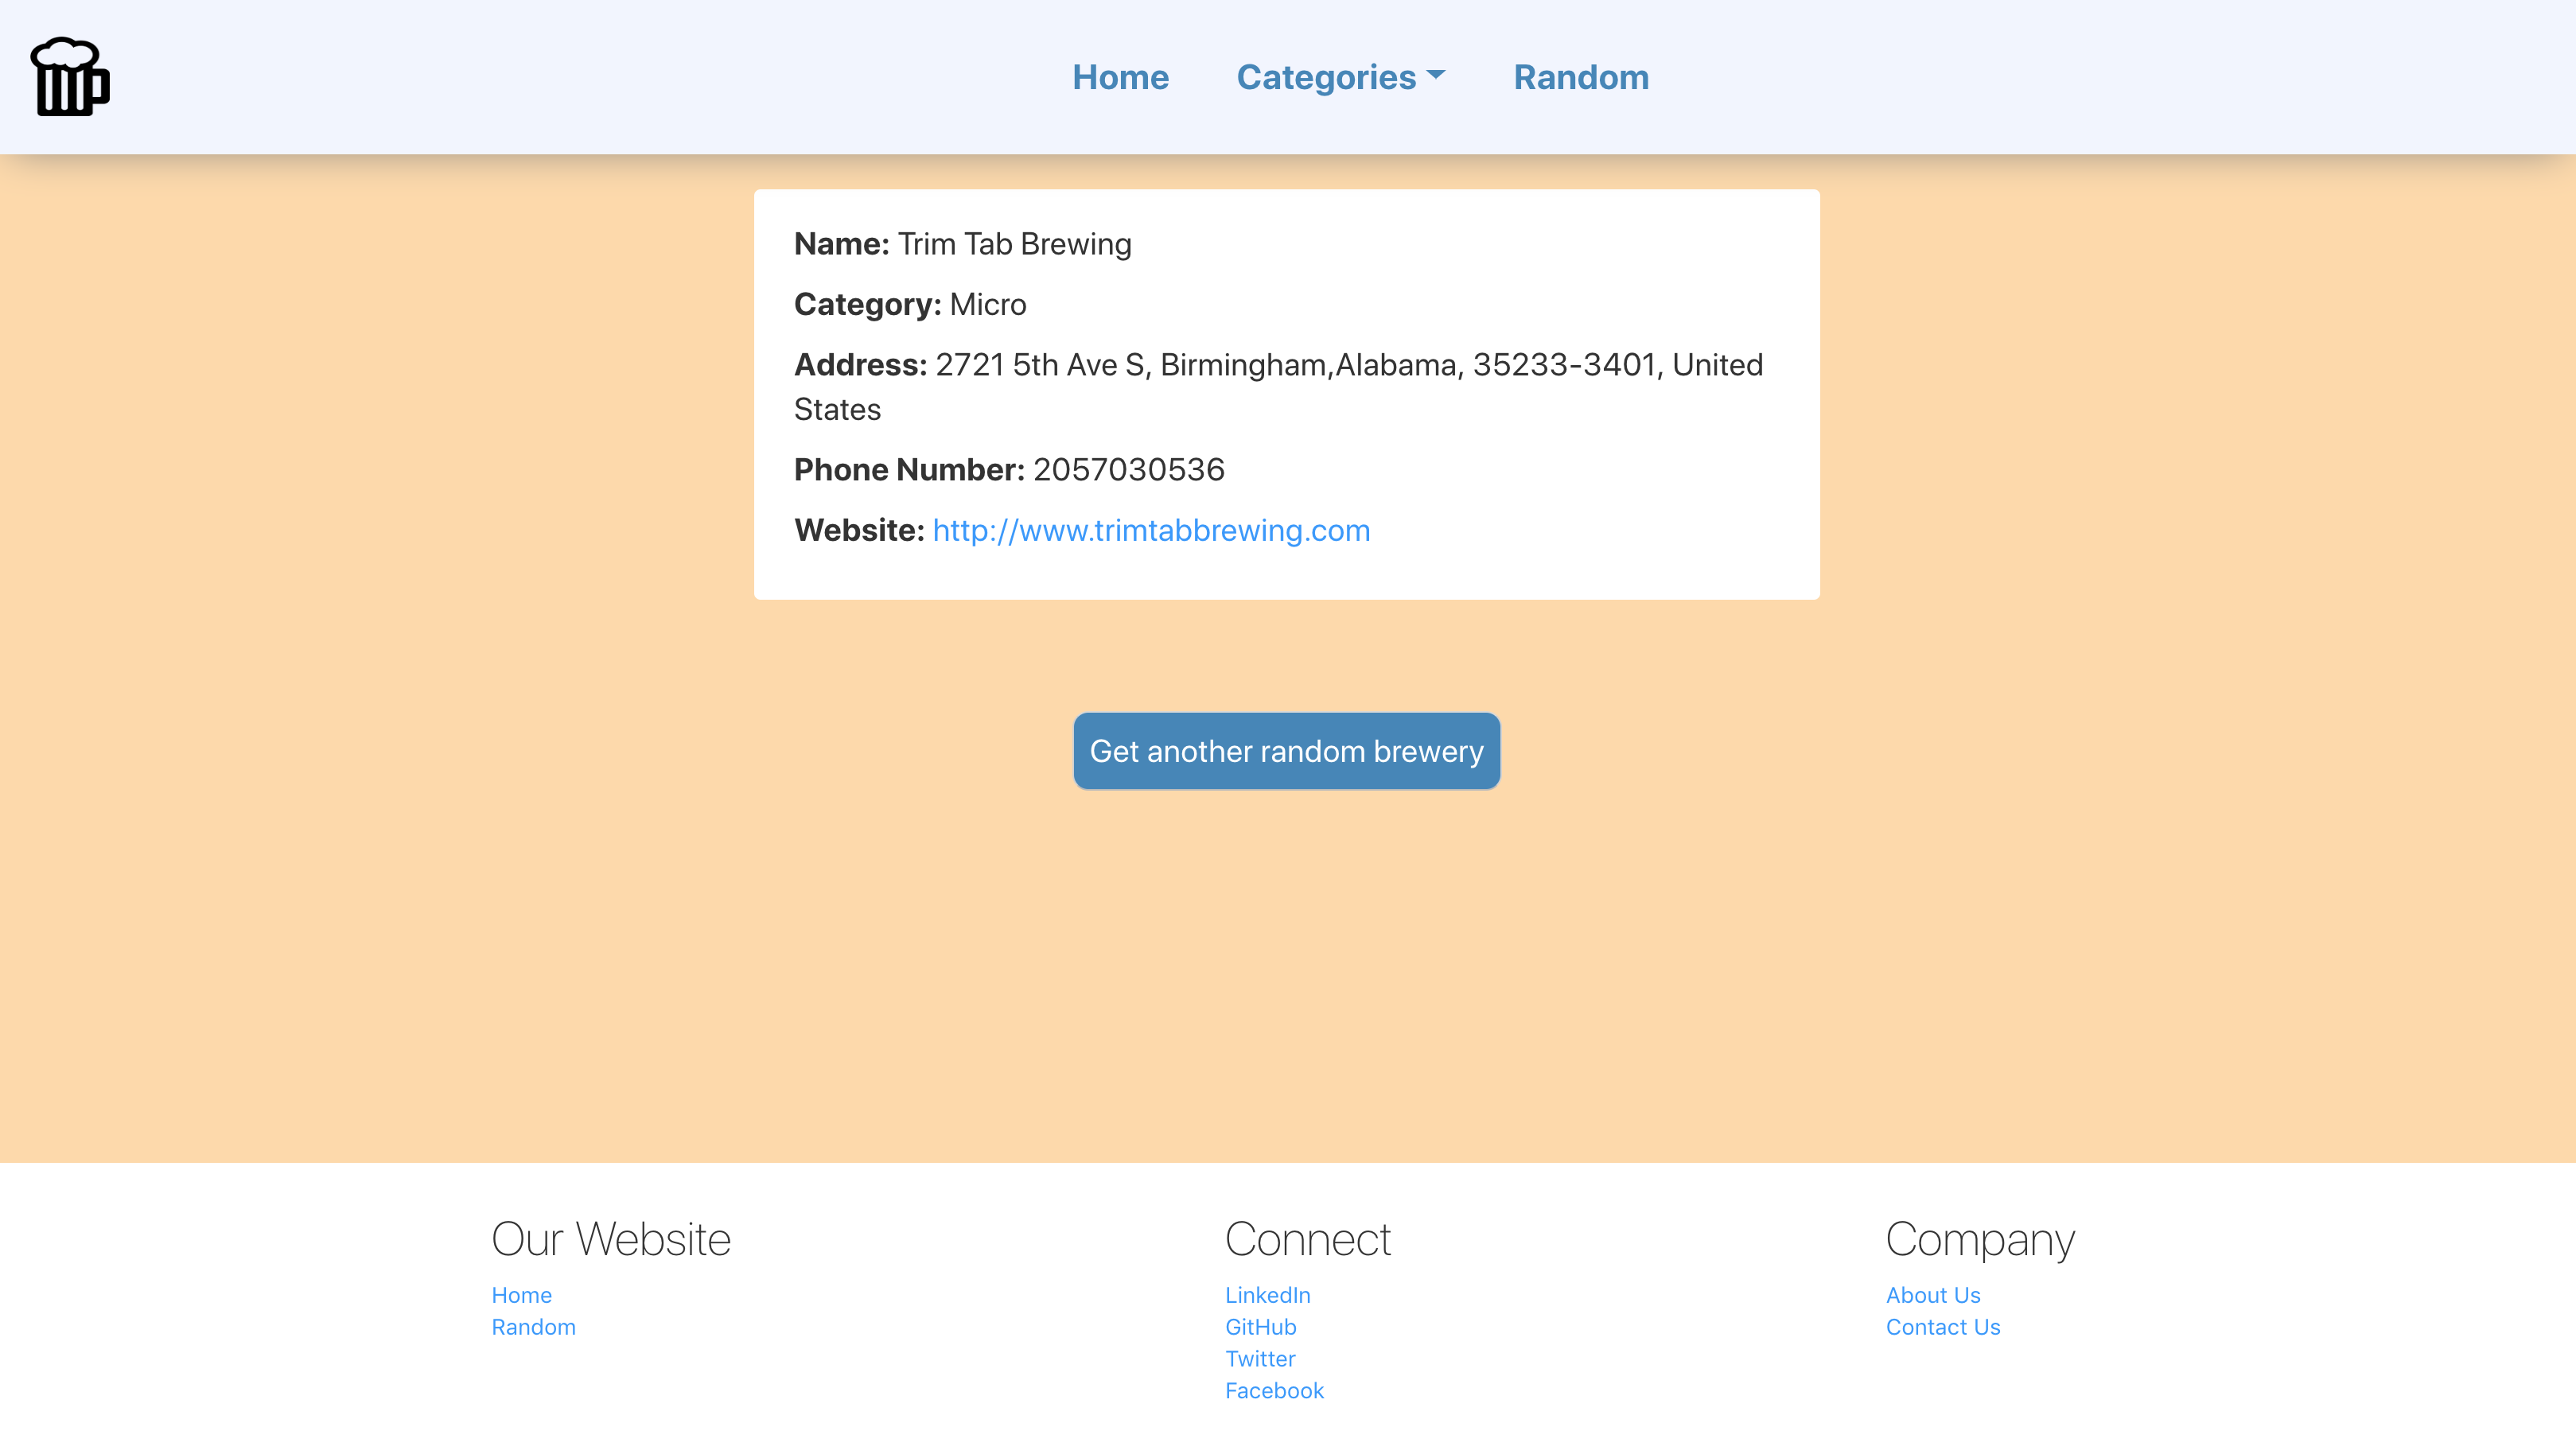 Home Categories Random
Name: Trim Tab Brewing
Category: Micro
Address: 2721 5th Ave S, Birmingham,Alabama, 35233-3401, United
States
Phone Number: 2057030536
Website: http://www.trimtabbrewing.com
Get another random brewery
Our Website
Home
Random
Connect
LinkedIn
GitHub
Twitter
Facebook
Company
About Us
Contact Us